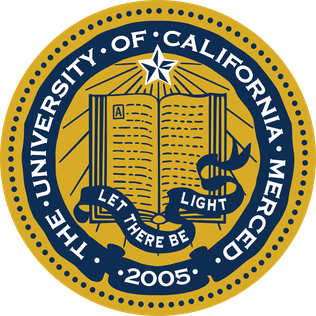 THE · UNIVERSITY · OF · CALIFORNIA · MERCED
A
LET THERE BE LIGHT
· 2005 ·